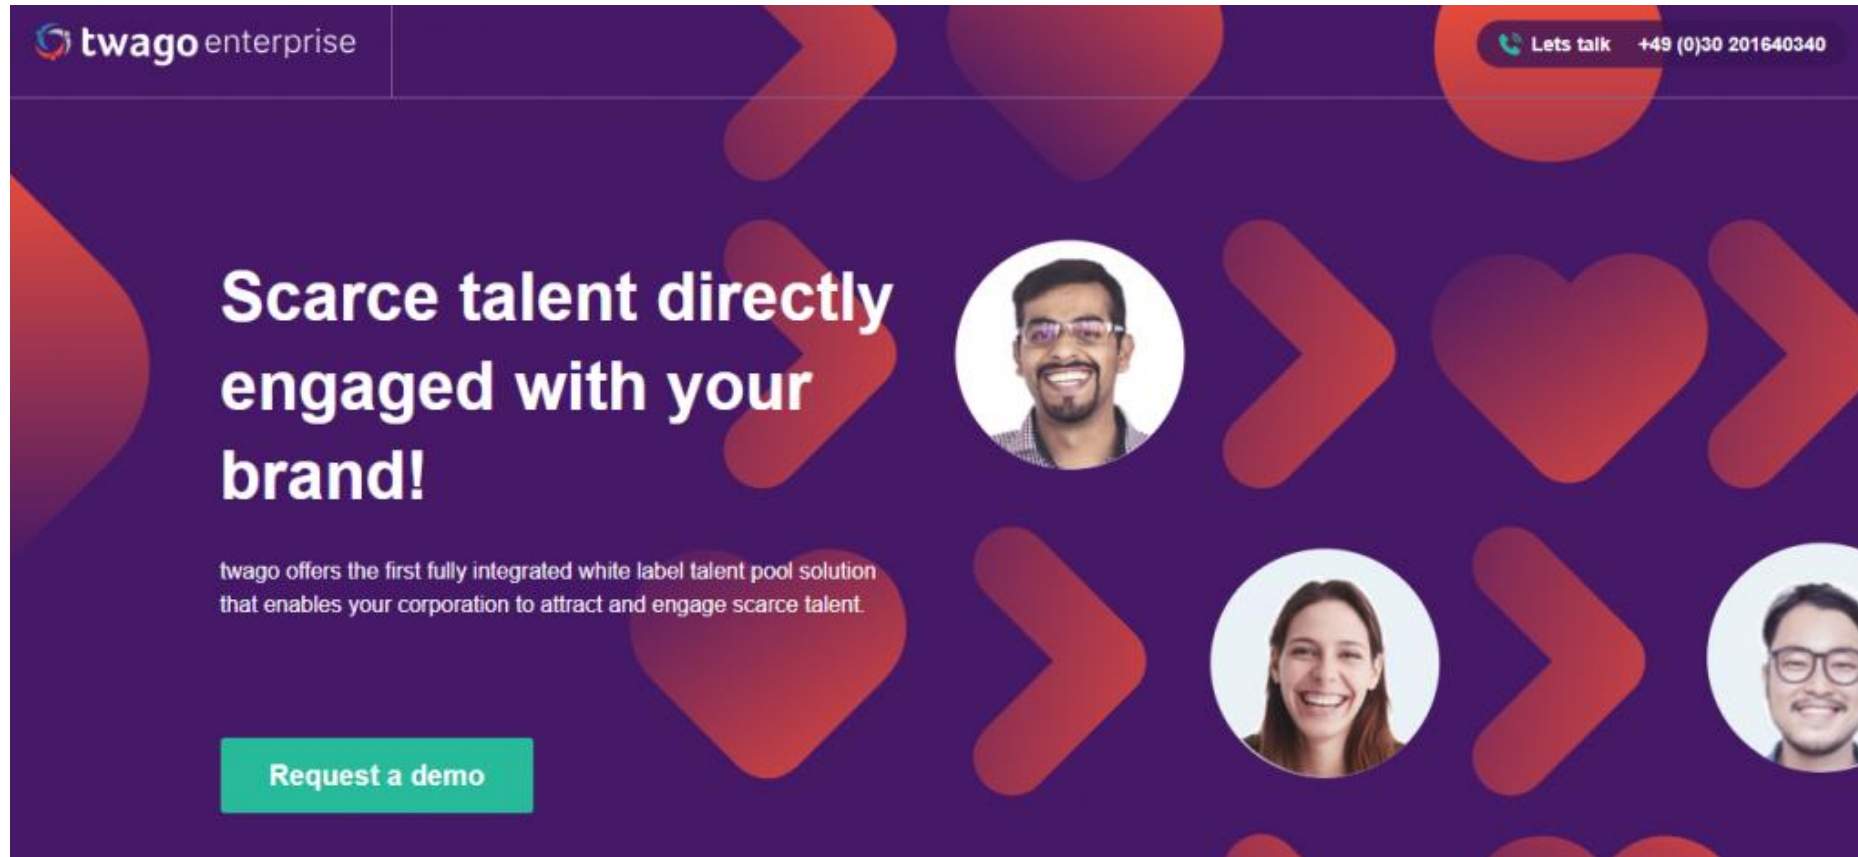 twago enterprise
Lets talk +49 (0)30 201640340
Scarce talent directly
engaged with your
brand!
twago offers the first fully integrated white label talent pool solution
that enables your corporation to attract and engage scarce talent.
Request a demo